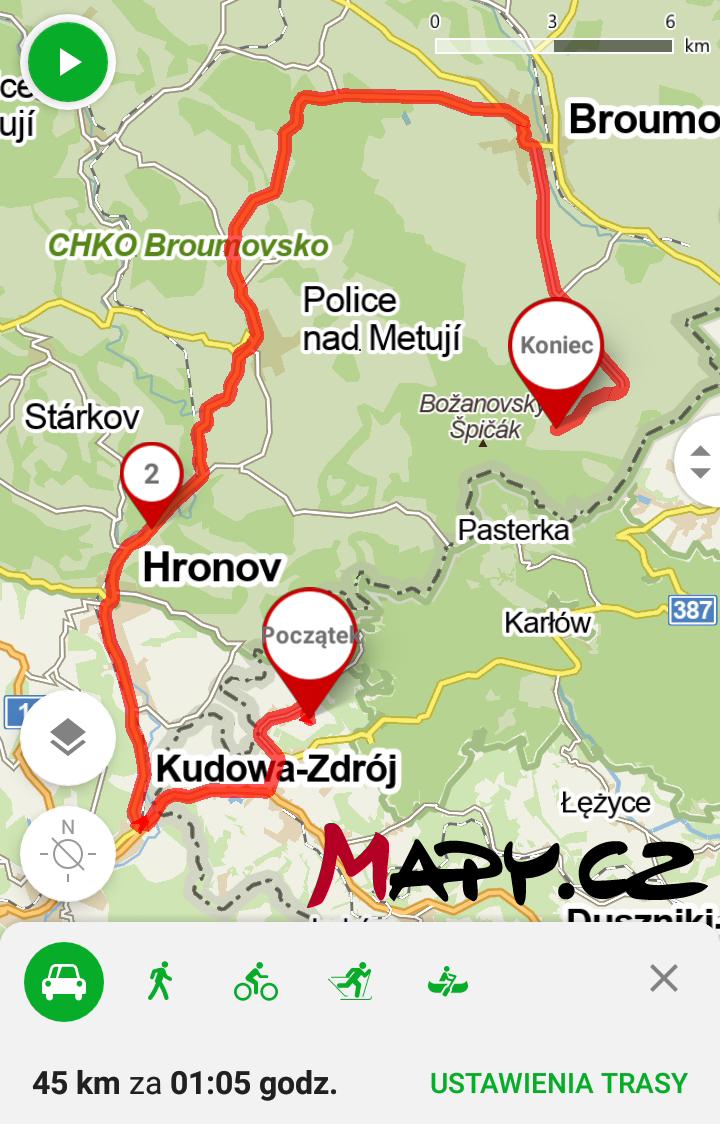 0 3 6
km
ce
ují
Broumo
CHKO Broumovsko
Police
nad Metují
Koniec
Božanovský
Špičák
Stárkov
2
Pasterka
Hronov
387
Karłów
Początek
1
Kudowa-Zdrój
Łężyce
N
MAPY.CZ
Duszniki-
45 km za 01:05 godz.
USTAWIENIA TRASY